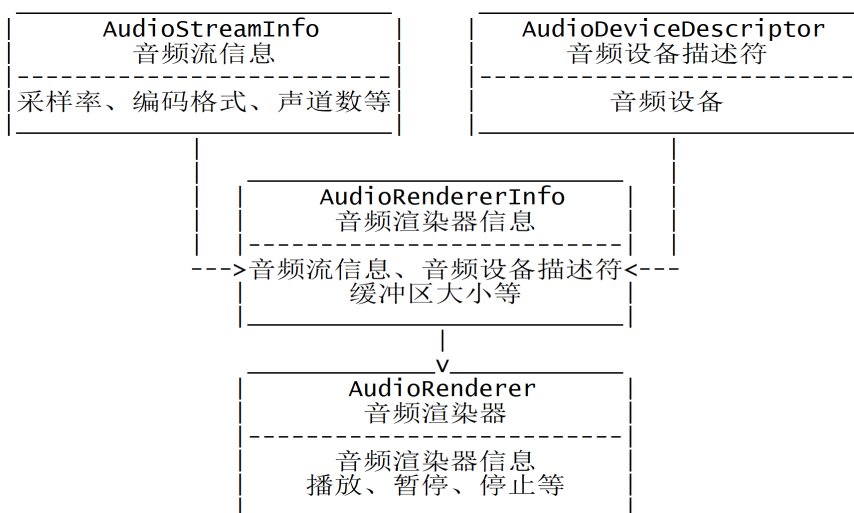 AudioStreamInfo
音频流信息
采样率、编码格式、声道数等
AudioDeviceDescriptor
音频设备描述符
音频设备
AudioRendererInfo
音频渲染器信息
--->音频流信息、音频设备描述符<---
缓冲区大小等
v
AudioRenderer
音频渲染器
音频渲染器信息
播放、暂停、停止等